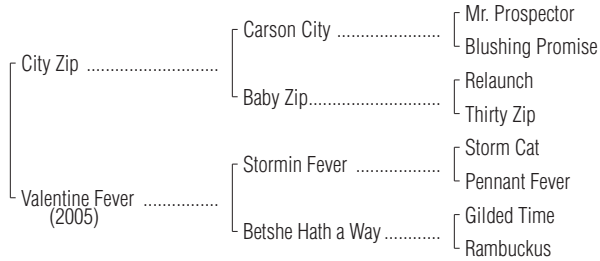 Mr. Prospector
Carson City ........................
Blushing Promise
City Zip ..............................
Relaunch
Baby Zip..............................
Thirty Zip
Storm Cat
Stormin Fever ...................
Pennant Fever
Valentine Fever .................
(2005)
Gilded Time
Betshe Hath a Way ............
Rambuckus